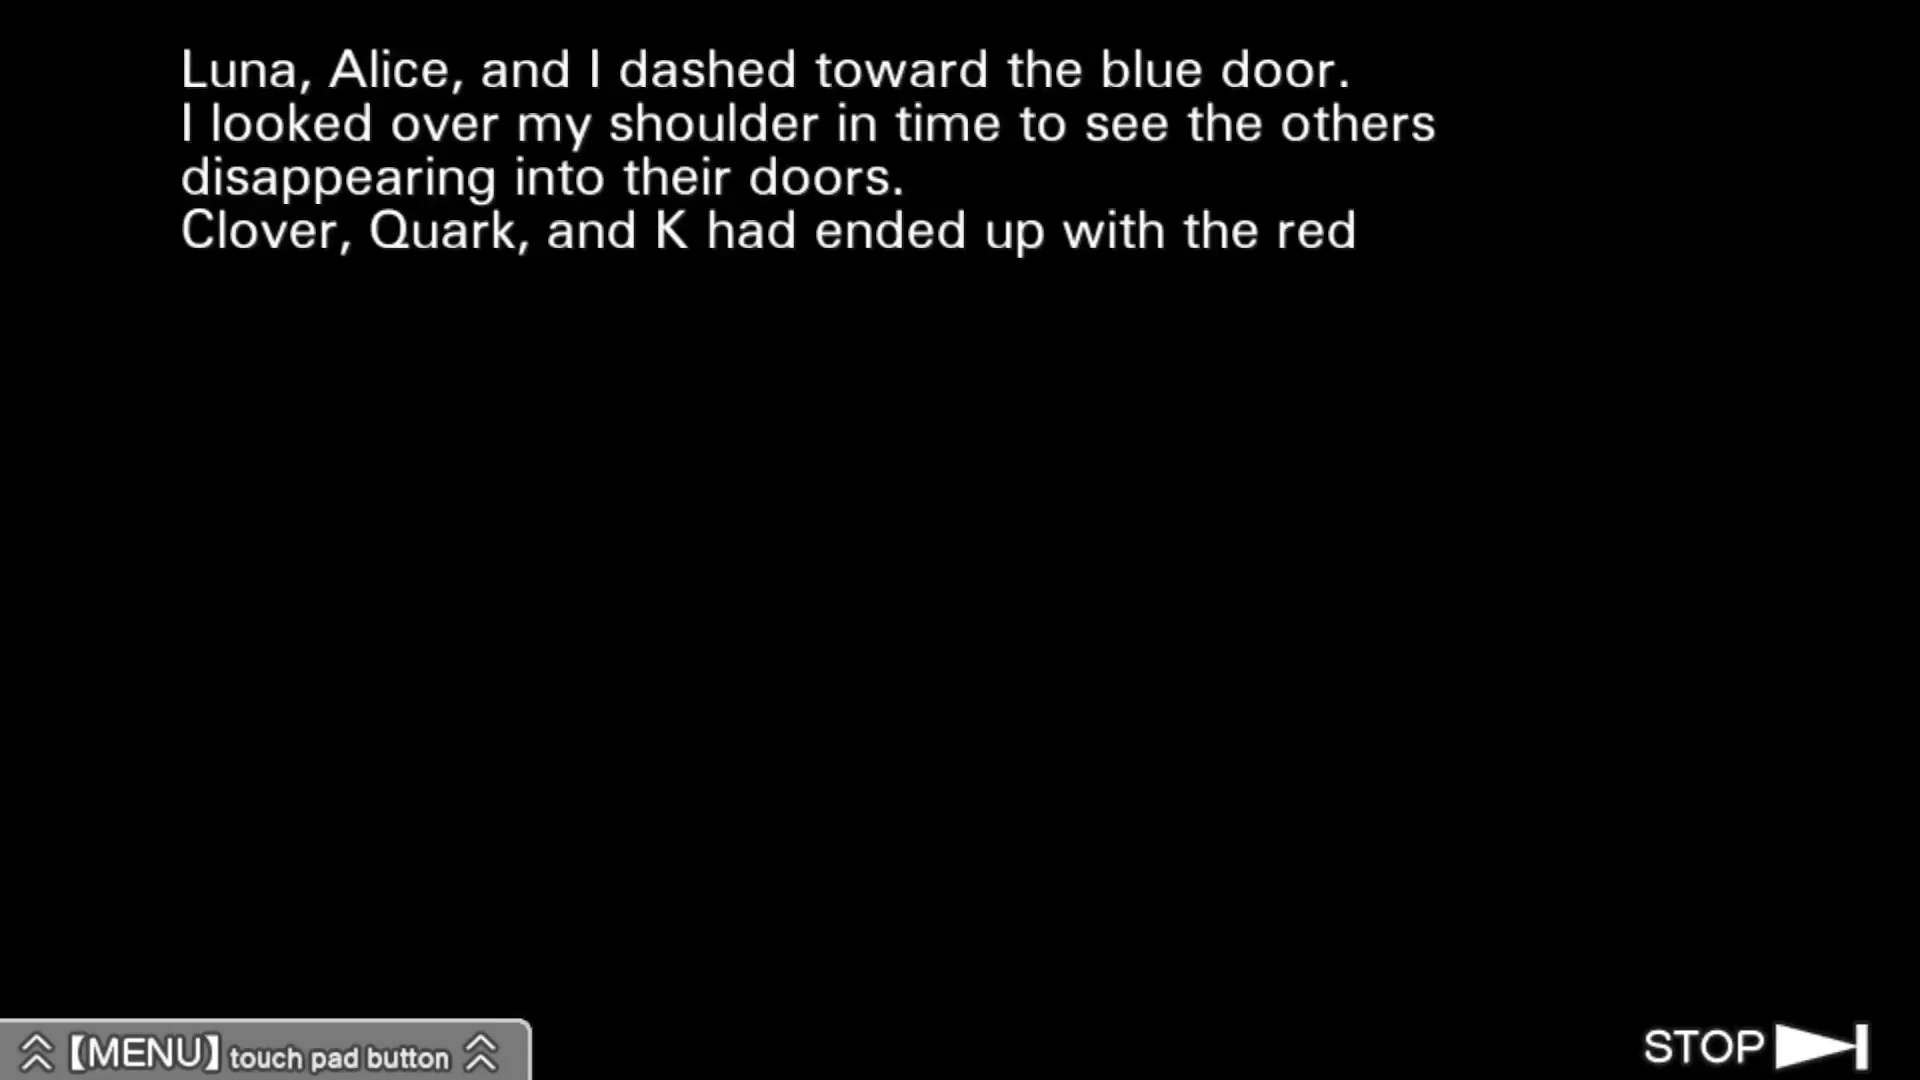 Luna, Alice, and I dashed toward the blue door.
I looked over my shoulder in time to see the others
disappearing into their doors.
Clover, Quark, and K had ended up with the red
【MENU】 touch pad button
STOP